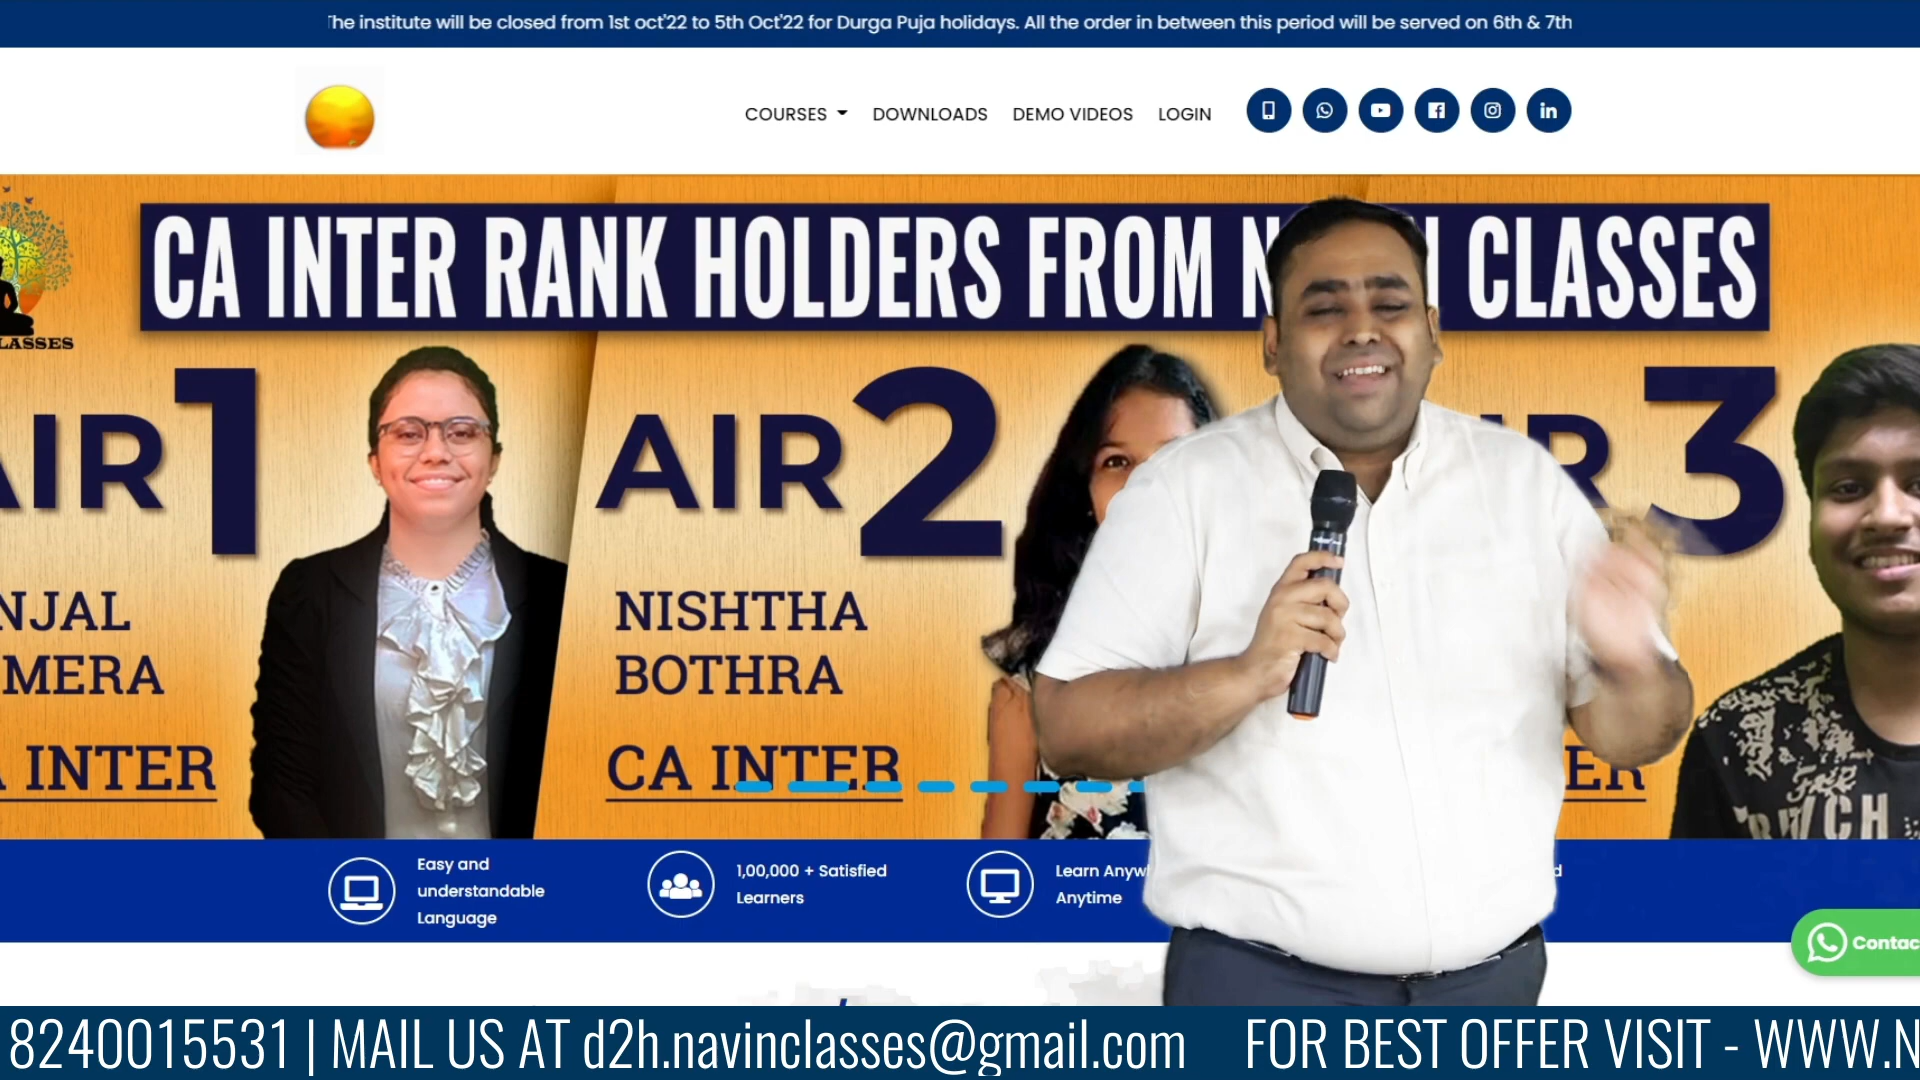 The institute will be closed from 1st oct'22 to 5th Oct'22 for Durga Puja holidays. All the order in between this period will be served on 6th & 7th
COURSES DOWNLOADS DEMO VIDEOS LOGIN
CA INTER RANK HOLDERS FROM CLASSES
LASSES
AIR 1
AIR 2
3
NJAL
MERA
INTER
NISHTHA
BOTHRA
CA INTER
ER
Easy and
understandable
Language
1,00,000 + Satisfied
Learners
Learn Anyw
Anytime
Contac
8240015531 | MAIL US AT d2h.navinclasses@gmail.com FOR BEST OFFER VISIT - WWW.N